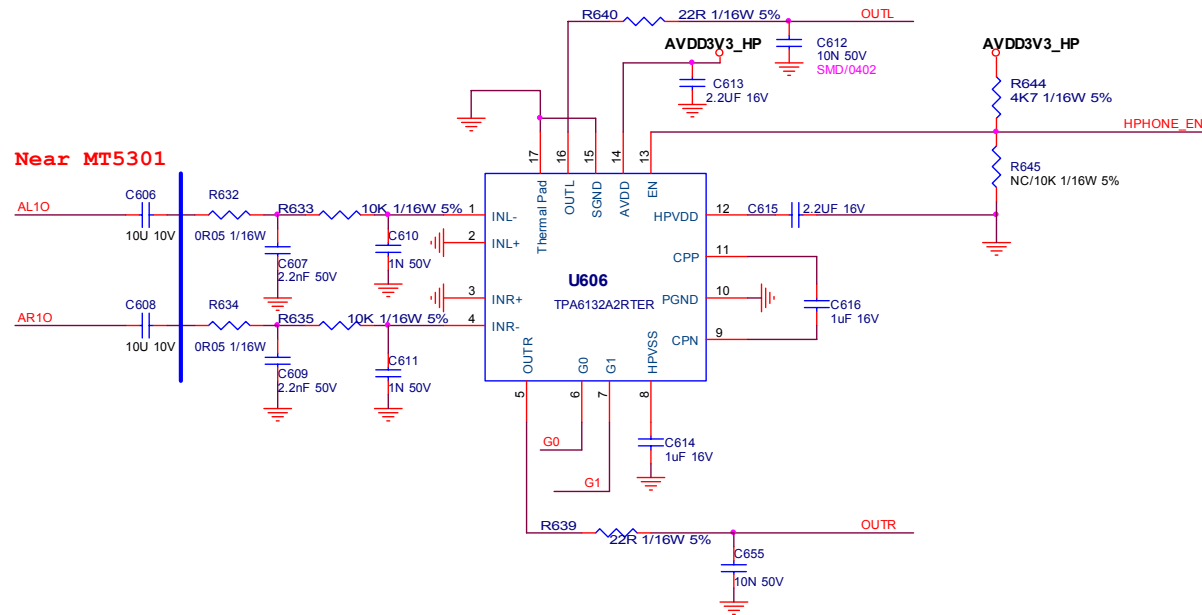 R640
22R 1/16W 5%
OUTL
AVDD3V3_HP
C612
10N 50V
SMD/0402
AVDD3V3_HP
C613
2.2UF 16V
R644
4K7 1/16W 5%
HPHONE_EN
Near MT5301
17
16
15
14
13
R645
NC/10K 1/16W 5%
AL1O
C606
10U 10V
R632
0R05 1/16W
R633
10K 1/16W 5%
C607
2.2nF 50V
C610
1N 50V
1
INL-
2
INL+
Thermal Pad
OUTL
SGND
AVDD
EN
HPVDD
12
C615
2.2UF 16V
CPP
11
U606
TPA6132A2RTER
3
INR+
PGND
10
C616
1uF 16V
AR1O
C608
10U 10V
R634
0R05 1/16W
R635
10K 1/16W 5%
4
INR-
CPN
9
C609
2.2nF 50V
C611
1N 50V
OUTR
G0
G1
HPVSS
5
6
7
8
G0
G1
C614
1uF 16V
R639
22R 1/16W 5%
OUTR
C655
10N 50V